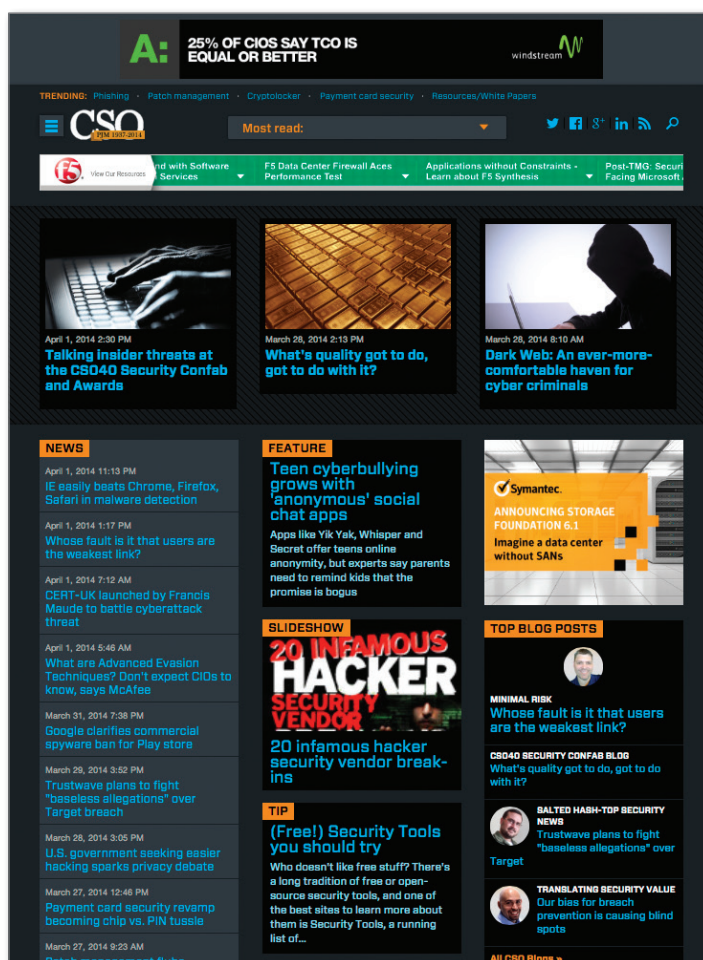 A:
25% OF CIOS SAY TCO IS
EQUAL OR BETTER
windstream
TRENDING: Phishing • Patch management • Cryptolocker • Payment card security • Resources/White Papers
CSO
PJM 1937-2014
Most read:
f
g+
in
f5
View Our Resources
nd with Software
Services
F5 Data Center Firewall Aces
Performance Test
Applications without Constraints -
Learn about F5 Synthesis
Post-TMG: Securi
Facing Microsoft
April 1, 2014 2:30 PM
Talking insider threats at
the CSO40 Security Confab
and Awards
March 28, 2014 2:13 PM
What's quality got to do,
got to do with it?
March 28, 2014 8:10 AM
Dark Web: An ever-more-
comfortable haven for
cyber criminals
NEWS
April 1, 2014 11:13 PM
IE easily beats Chrome, Firefox,
Safari in malware detection
April 1, 2014 1:17 PM
Whose fault is it that users are
the weakest link?
April 1, 2014 7:12 AM
CERT-UK launched by Francis
Maude to battle cyberattack
threat
April 1, 2014 5:46 AM
What are Advanced Evasion
Techniques? Don't expect CIOs to
know, says McAfee
March 31, 2014 7:38 PM
Google clarifies commercial
spyware ban for Play store
March 29, 2014 3:52 PM
Trustwave plans to fight
"baseless allegations" over
Target breach
March 28, 2014 3:05 PM
U.S. government seeking easier
hacking sparks privacy debate
March 27, 2014 12:46 PM
Payment card security revamp
becoming chip vs. PIN tussle
March 27, 2014 9:23 AM
FEATURE
Teen cyberbullying
grows with
'anonymous' social
chat apps
Apps like Yik Yak, Whisper and
Secret offer teens online
anonymity, but experts say parents
need to remind kids that the
promise is bogus
SLIDESHOW
20 INFAMOUS
HACKER
SECURITY
VENDOR
20 infamous hacker
security vendor break-
ins
TIP
(Free!) Security Tools
you should try
Who doesn't like free stuff? There's
a long tradition of free or open-
source security tools, and one of
the best sites to learn more about
them is Security Tools, a running
list of...
Symantec.
ANNOUNCING STORAGE
FOUNDATION 6.1
Imagine a data center
without SANs
TOP BLOG POSTS
MINIMAL RISK
Whose fault is it that users
are the weakest link?
CSO40 SECURITY CONFAB BLOG
What's quality got to do, got to do
with it?
SALTED HASH-TOP SECURITY
NEWS
Trustwave plans to fight
"baseless allegations" over
Target
TRANSLATING SECURITY VALUE
Our bias for breach
prevention is causing blind
spots
All CSO Blogs »